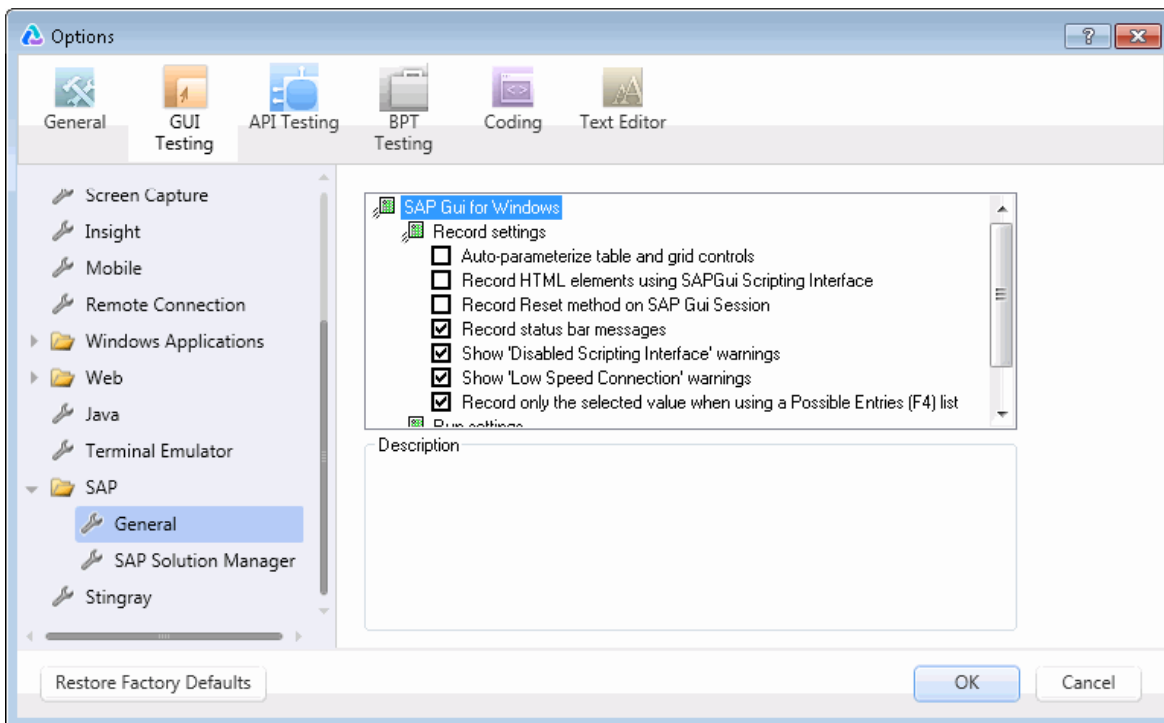 Options
General
GUI
Testing
API Testing
BPT
Testing
Coding
Text Editor
Screen Capture
Insight
Mobile
Remote Connection
Windows Applications
Web
Java
Terminal Emulator
SAP
General
SAP Solution Manager
Stingray
SAP Gui for Windows
Record settings
Auto-parameterize table and grid controls
Record HTML elements using SAPGui Scripting Interface
Record Reset method on SAP Gui Session
Record status bar messages
Show 'Disabled Scripting Interface' warnings
Show 'Low Speed Connection' warnings
Record only the selected value when using a Possible Entries (F4) list
Run settings
Description
Restore Factory Defaults
OK
Cancel